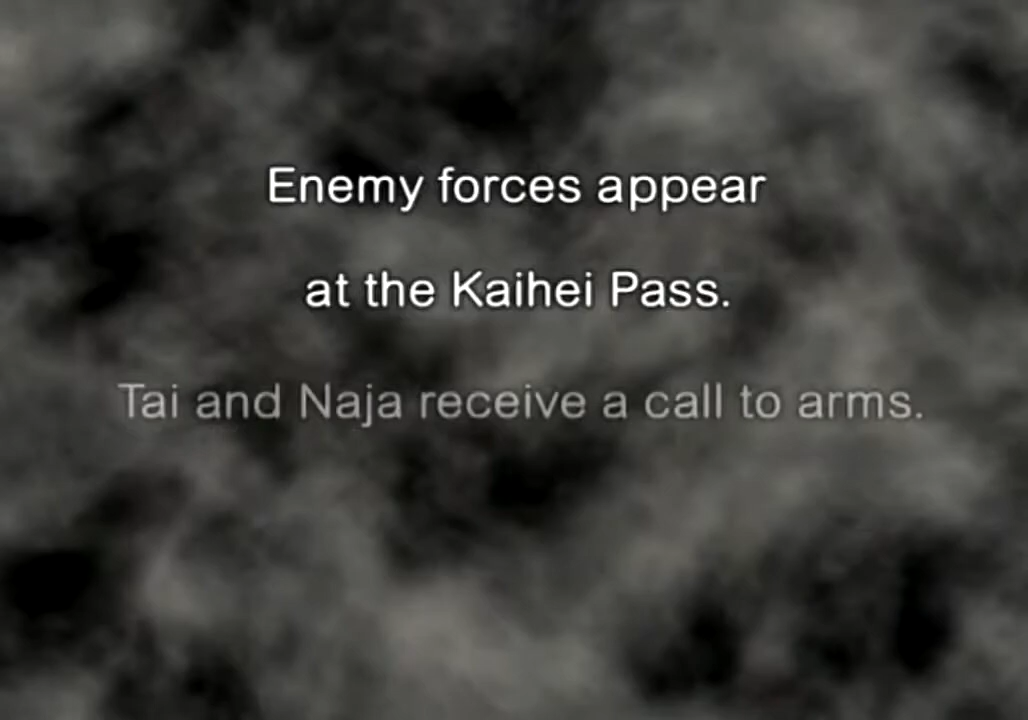 Enemy forces appear
at the Kaihei Pass.
Tai and Naja receive a call to arms.